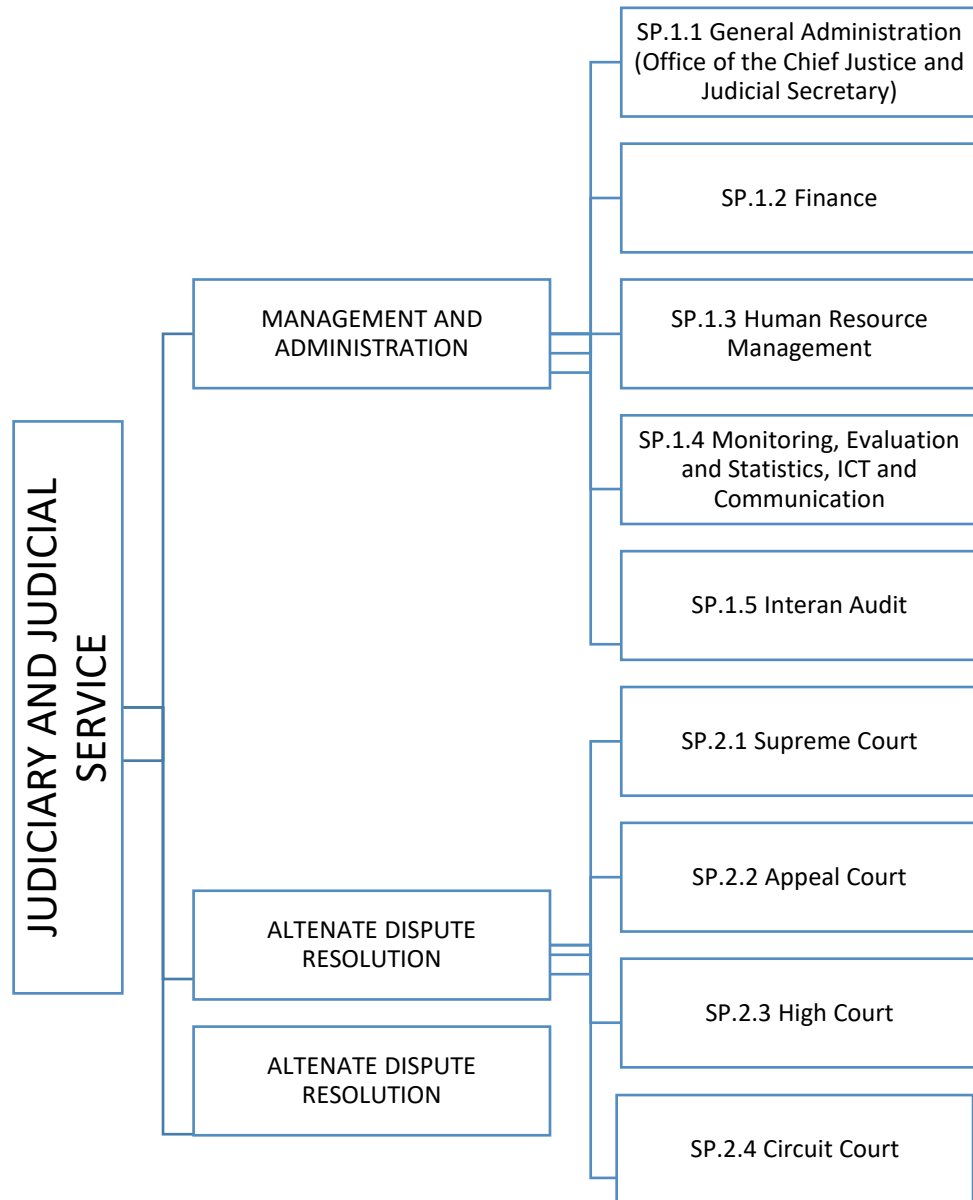 JUDICIARY AND JUDICIAL
SERVICE
MANAGEMENT AND
ADMINISTRATION
SP.1.1 General Administration
(Office of the Chief Justice and
Judicial Secretary)
SP.1.2 Finance
SP.1.3 Human Resource
Management
SP.1.4 Monitoring, Evaluation
and Statistics, ICT and
Communication
SP.1.5 Interan Audit
ALTENATE DISPUTE
RESOLUTION
SP.2.1 Supreme Court
SP.2.2 Appeal Court
SP.2.3 High Court
SP.2.4 Circuit Court
ALTENATE DISPUTE
RESOLUTION